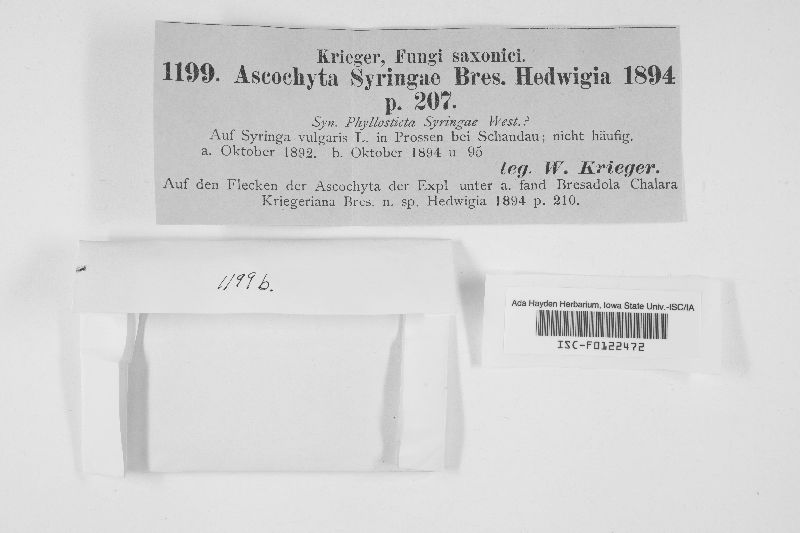 Krieger, Fungi saxonici.
1199. Ascochyta Syringae Bres. Hedwigia 1894
p. 207.
Syn. Phyllosticta Syringae West.?
Auf Syringa vulgaris L. in Prossen bei Schandau; nicht häufig.
a. Oktober 1892. b. Oktober 1894 u 95
leg. W. Krieger.
Auf den Flecken der Ascochyta der Expl unter a. fand Bresadola Chalara
Kriegeriana Bres. n. sp. Hedwigia 1894 p. 210.
1199 b.
Ada Hayden Herbarium, Iowa State Univ.-ISC/IA
ISC-F0122472